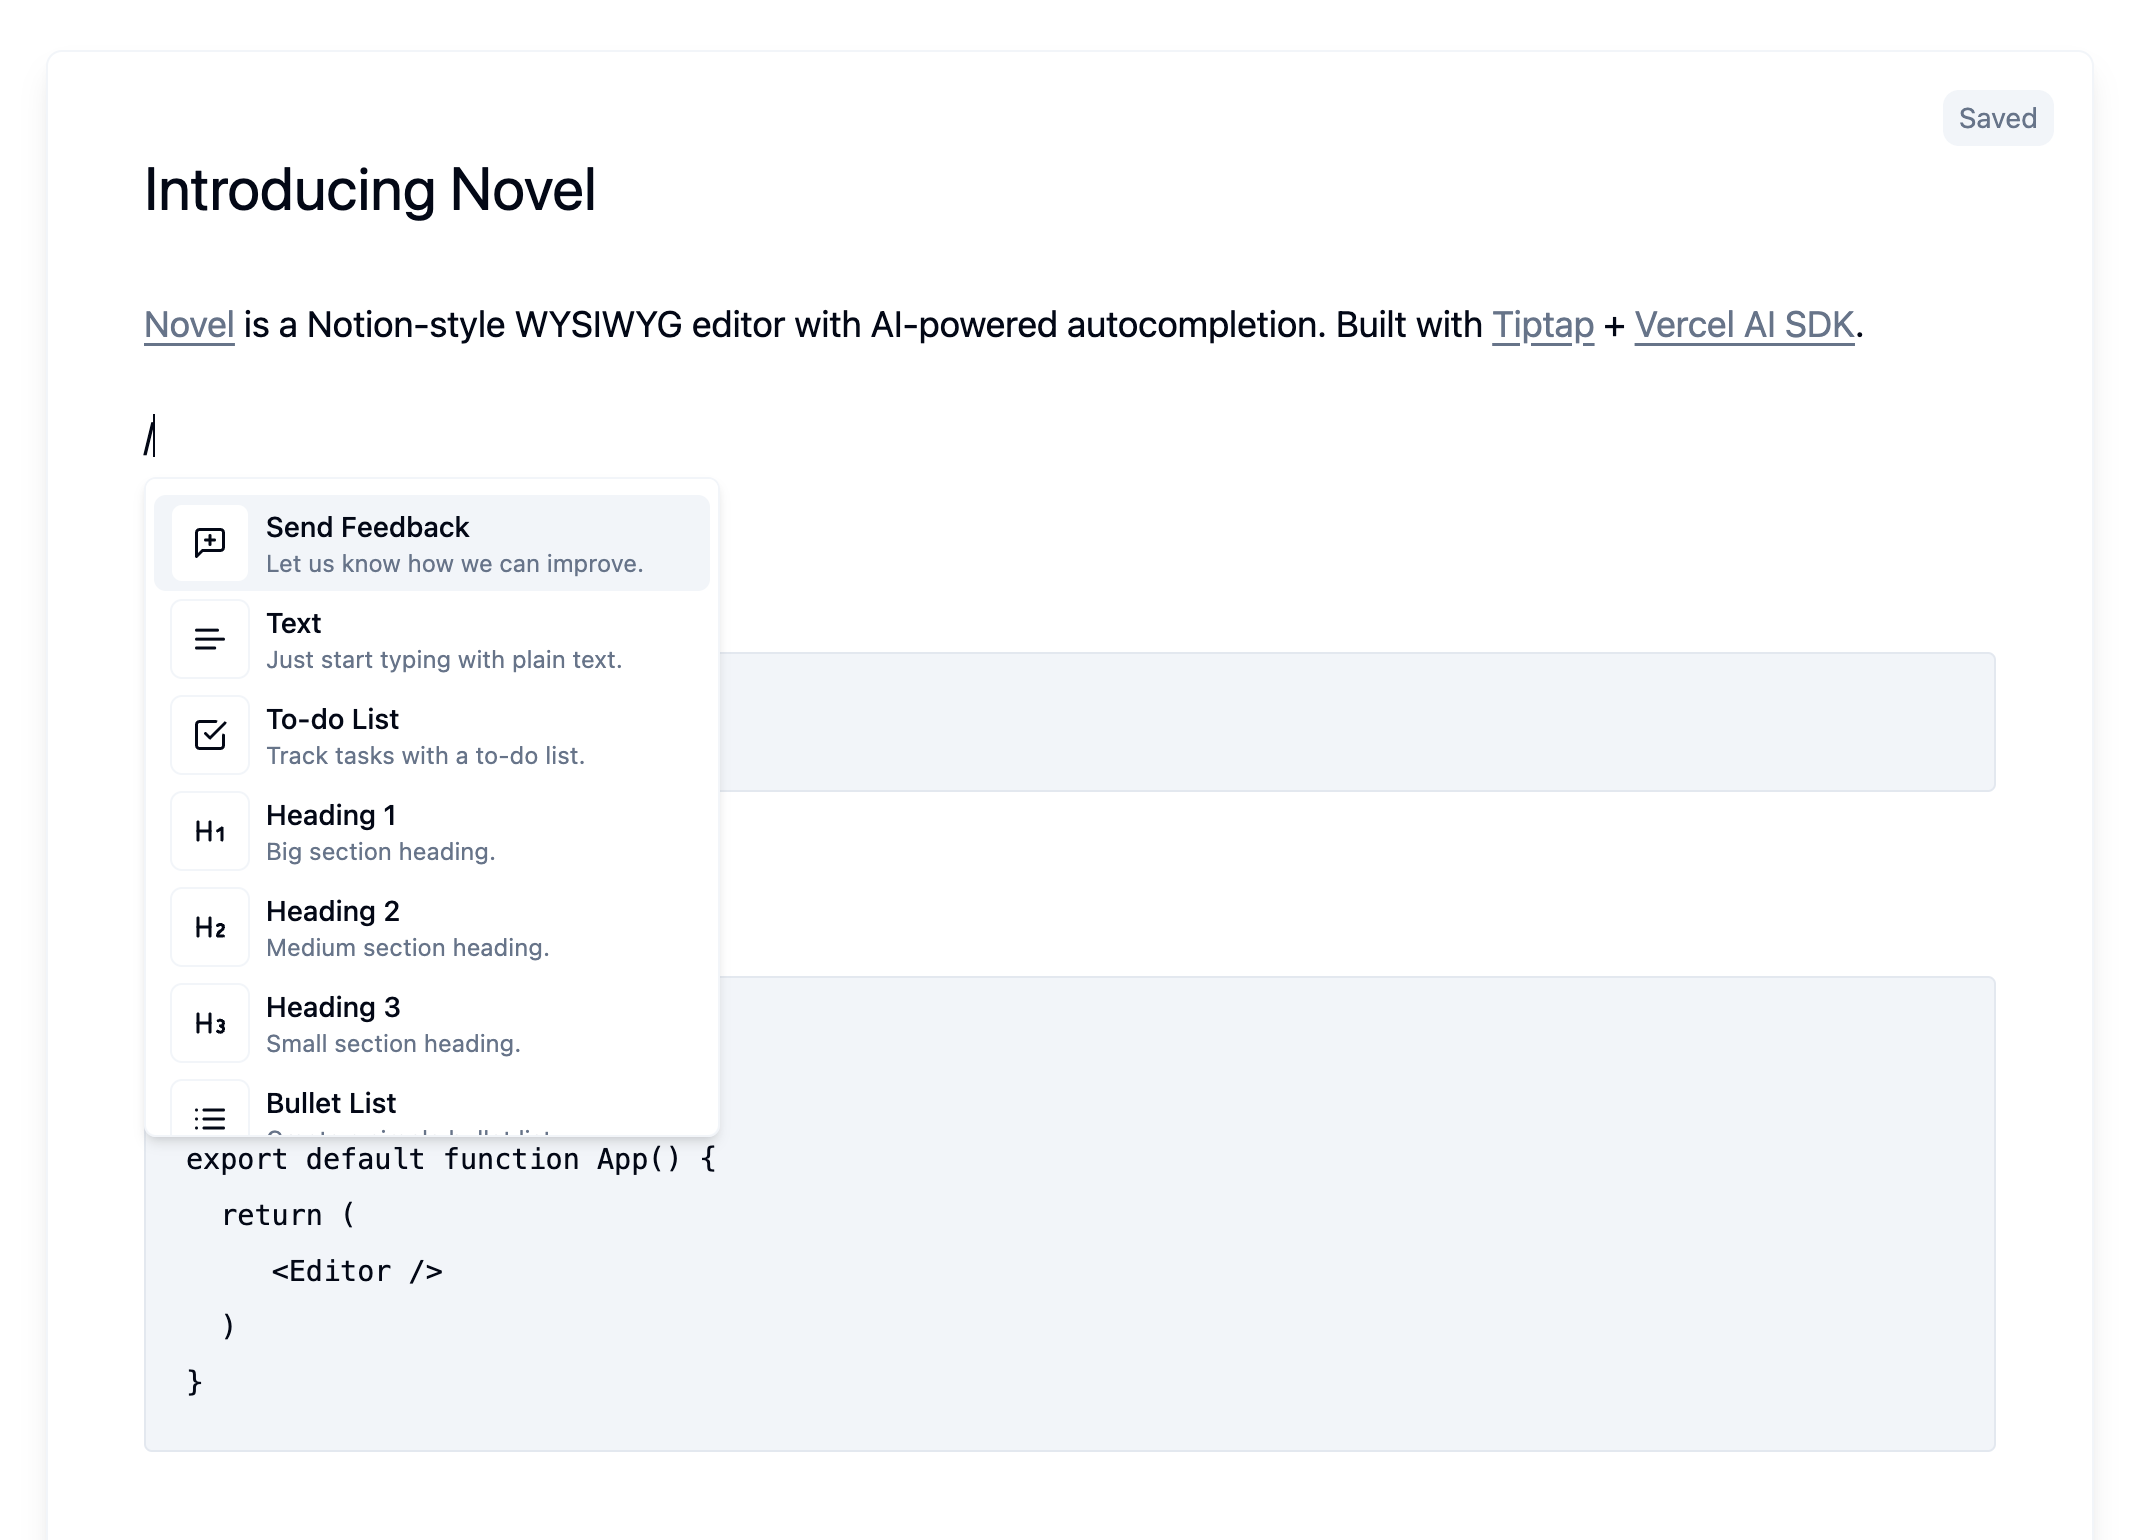 Saved
Introducing Novel
Novel is a Notion-style WYSIWYG editor with AI-powered autocompletion. Built with Tiptap + Vercel AI SDK.
/
Send Feedback
Let us know how we can improve.
Text
Just start typing with plain text.
To-do List
Track tasks with a to-do list.
H1
Heading 1
Big section heading.
H2
Heading 2
Medium section heading.
H3
Heading 3
Small section heading.
Bullet List
export default function App() {
return (
<Editor />
)
}